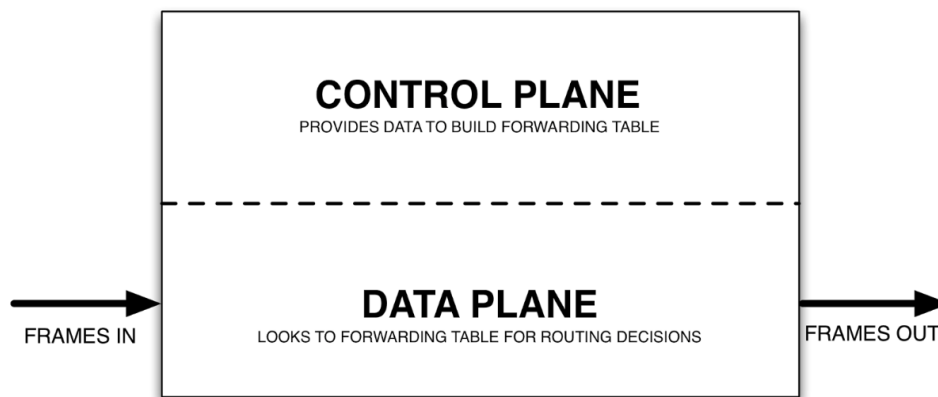 CONTROL PLANE
PROVIDES DATA TO BUILD FORWARDING TABLE
DATA PLANE
LOOKS TO FORWARDING TABLE FOR ROUTING DECISIONS
FRAMES IN
FRAMES OUT